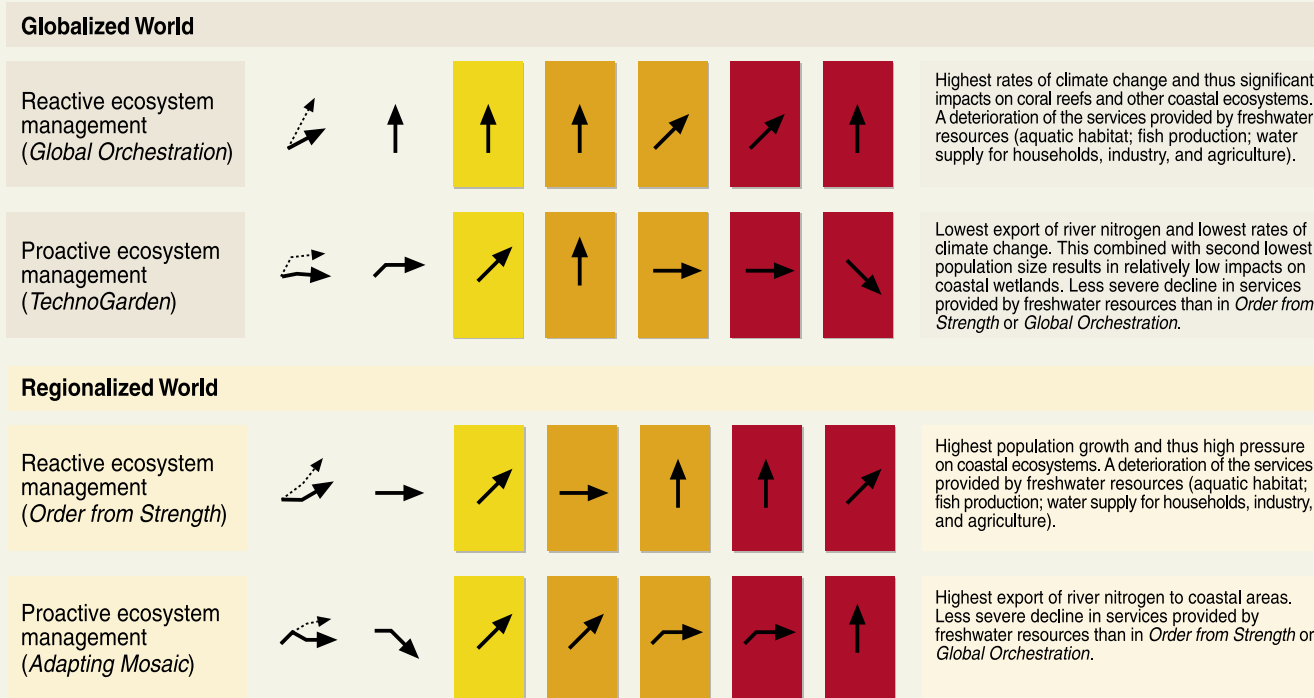 Globalized World
Reactive ecosystem
management
(Global Orchestration)
Highest rates of climate change and thus significant
impacts on coral reefs and other coastal ecosystems.
A deterioration of the services provided by freshwater
resources (aquatic habitat; fish production; water
supply for households, industry, and agriculture).
Proactive ecosystem
management
(TechnoGarden)
Lowest export of river nitrogen and lowest rates of
climate change. This combined with second lowest
population size results in relatively low impacts on
coastal wetlands. Less severe decline in services
provided by freshwater resources than in Order from
Strength or Global Orchestration.
Regionalized World
Reactive ecosystem
management
(Order from Strength)
Highest population growth and thus high pressure
on coastal ecosystems. A deterioration of the services
provided by freshwater resources (aquatic habitat;
fish production; water supply for households, industry,
and agriculture).
Proactive ecosystem
management
(Adapting Mosaic)
Highest export of river nitrogen to coastal areas.
Less severe decline in services provided by
freshwater resources than in Order from Strength or
Global Orchestration.